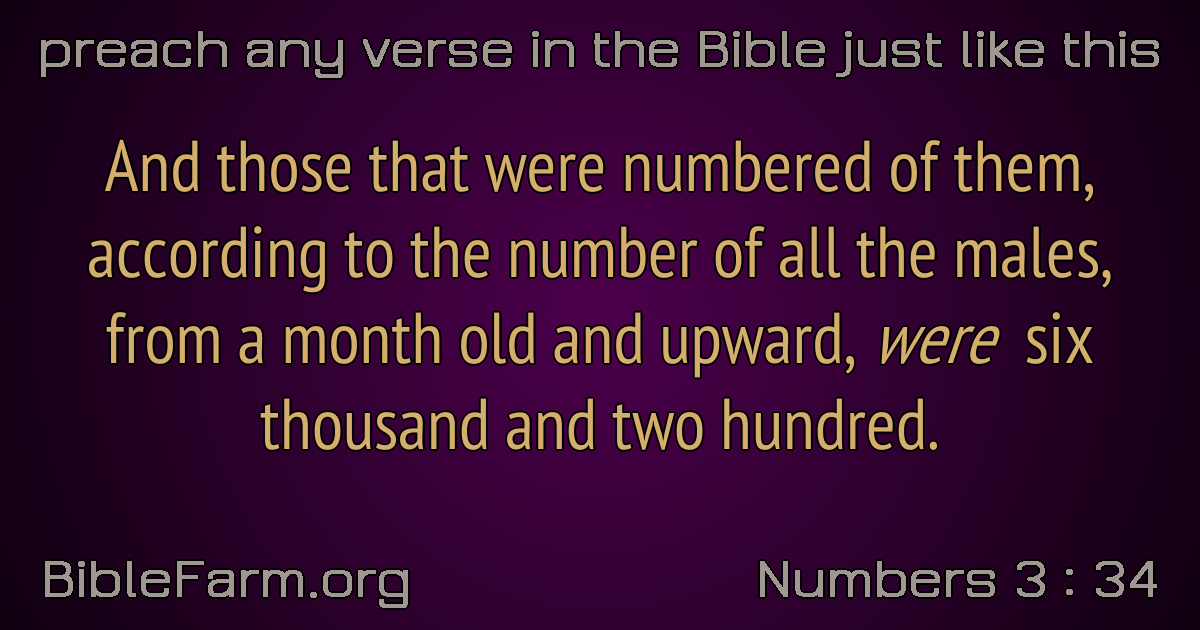 preach any verse in the Bible just like this
And those that were numbered of them,
according to the number of all the males,
from a month old and upward, were six
thousand and two hundred.
BibleFarm.org
Numbers 3 : 34